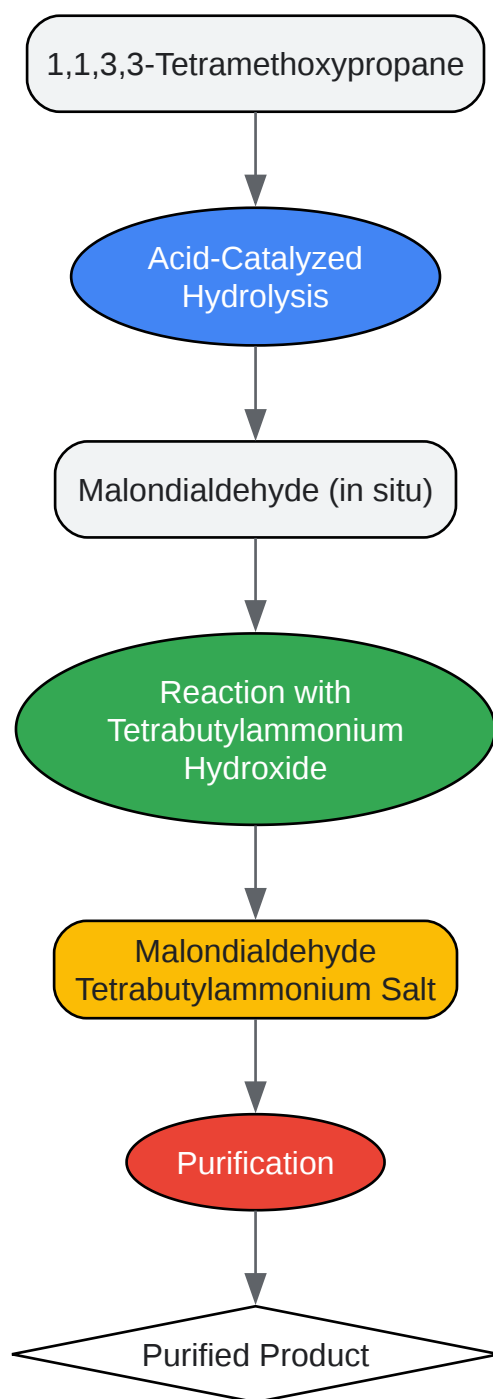 1,1,3,3-Tetramethoxypropane
Acid-Catalyzed
Hydrolysis
Malondialdehyde (in situ)
Reaction with
Tetrabutylammonium
Hydroxide
Malondialdehyde
Tetrabutylammonium Salt
Purification
Purified Product